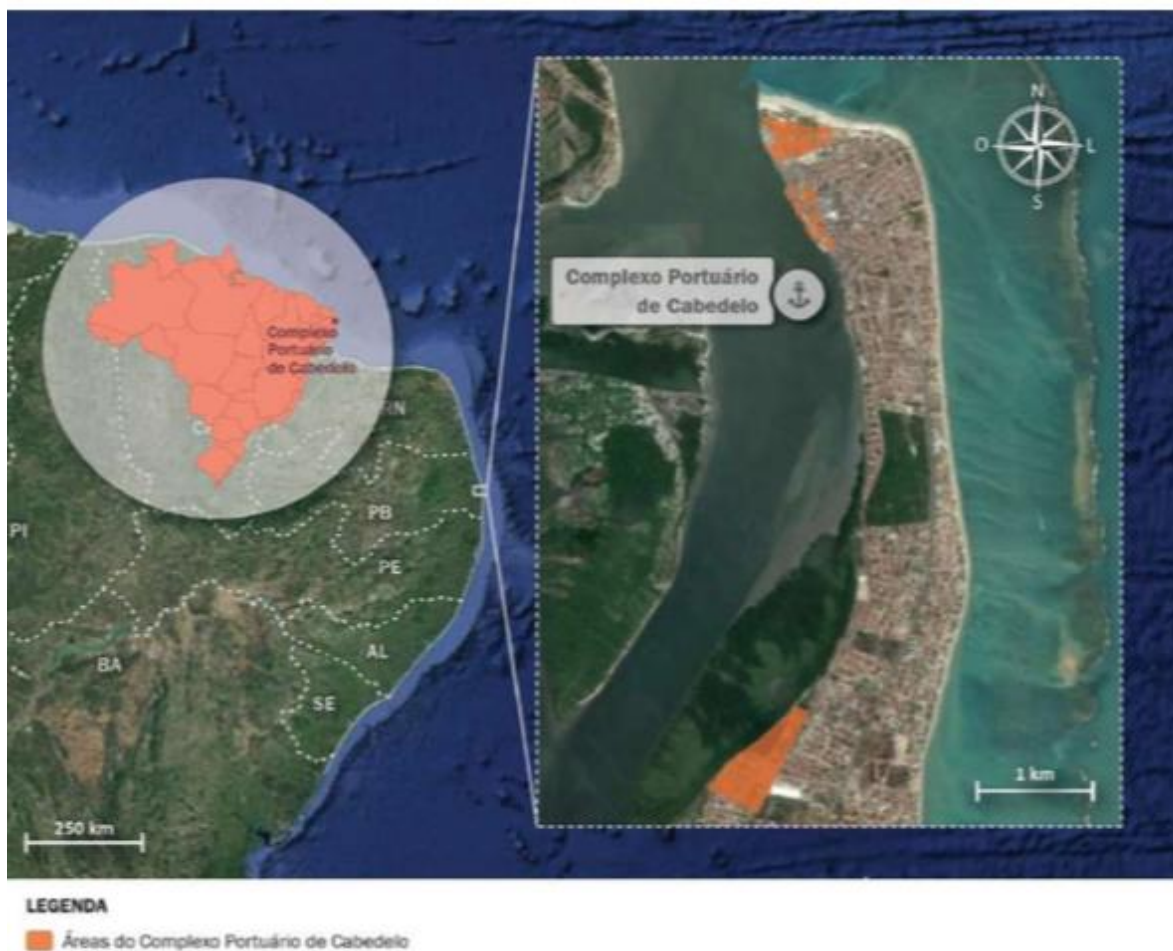 Complexo
Portuário
de Cabedelo
RN
PI
PB
PE
AL
BA
SE
250 km
N
O
L
S
Complexo Portuário
de Cabedelo
1 km
LEGENDA
Áreas do Complexo Portuário de Cabedelo